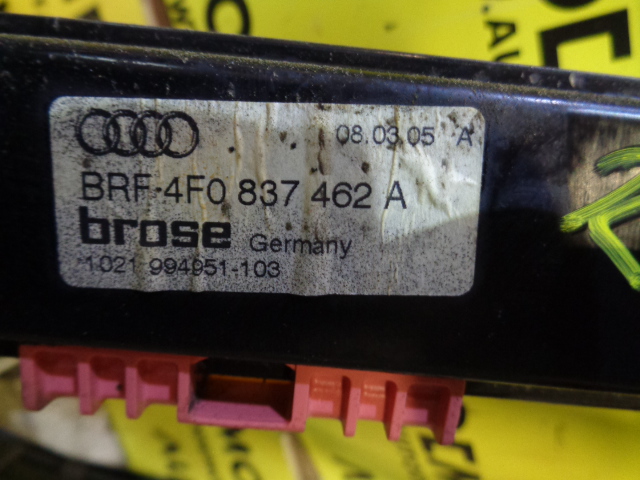 08.03.05 A
BRF-4F0 837 462 A
brose Germany
1021 994951-103